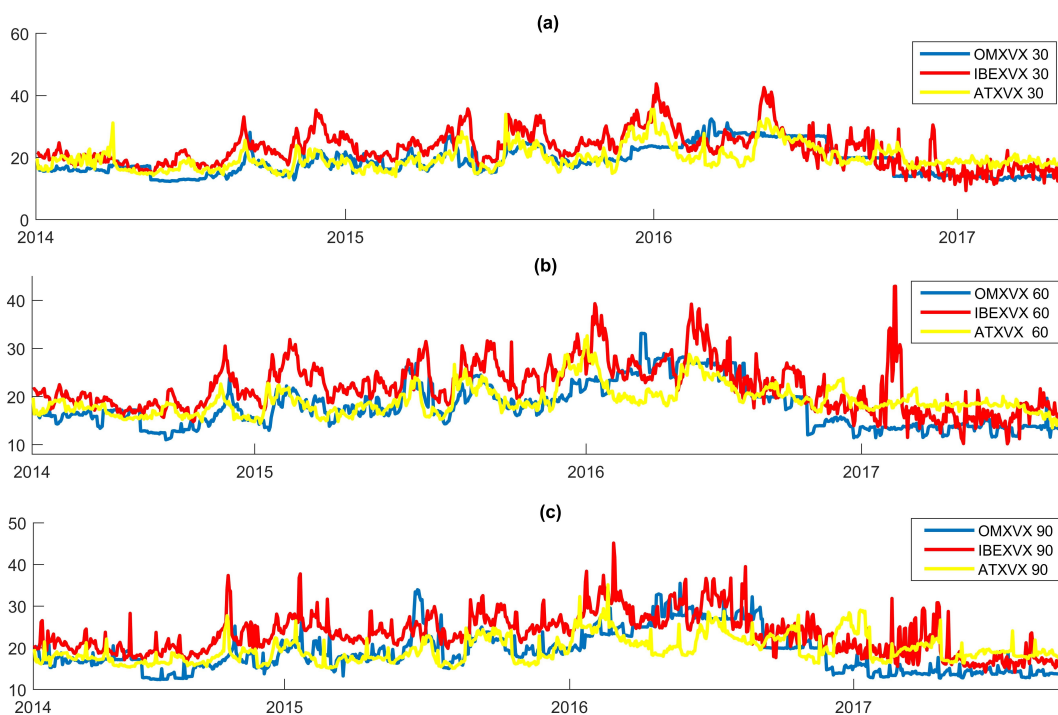 (a)
60
40
20
0
OMXVX 30
IBEXVX 30
ATXVX 30
2014 2015 2016 2017
(b)
40
30
20
10
OMXVX 60
IBEXVX 60
ATXVX 60
2014 2015 2016 2017
(c)
50
40
30
20
10
OMXVX 90
IBEXVX 90
ATXVX 90
2014 2015 2016 2017